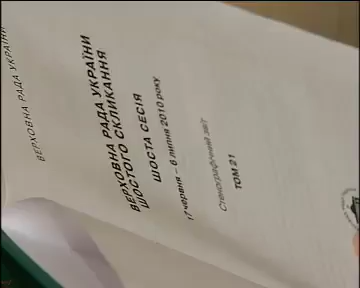 ВЕРХОВНА РАДА УКРАЇНИ
ВЕРХОВНА РАДА УКРАЇНИ
ШОСТОГО СКЛИКАННЯ
ШОСТА СЕСІЯ
17 червня – 6 липня 2010 року
Стенографічний звіт
ТОМ 21